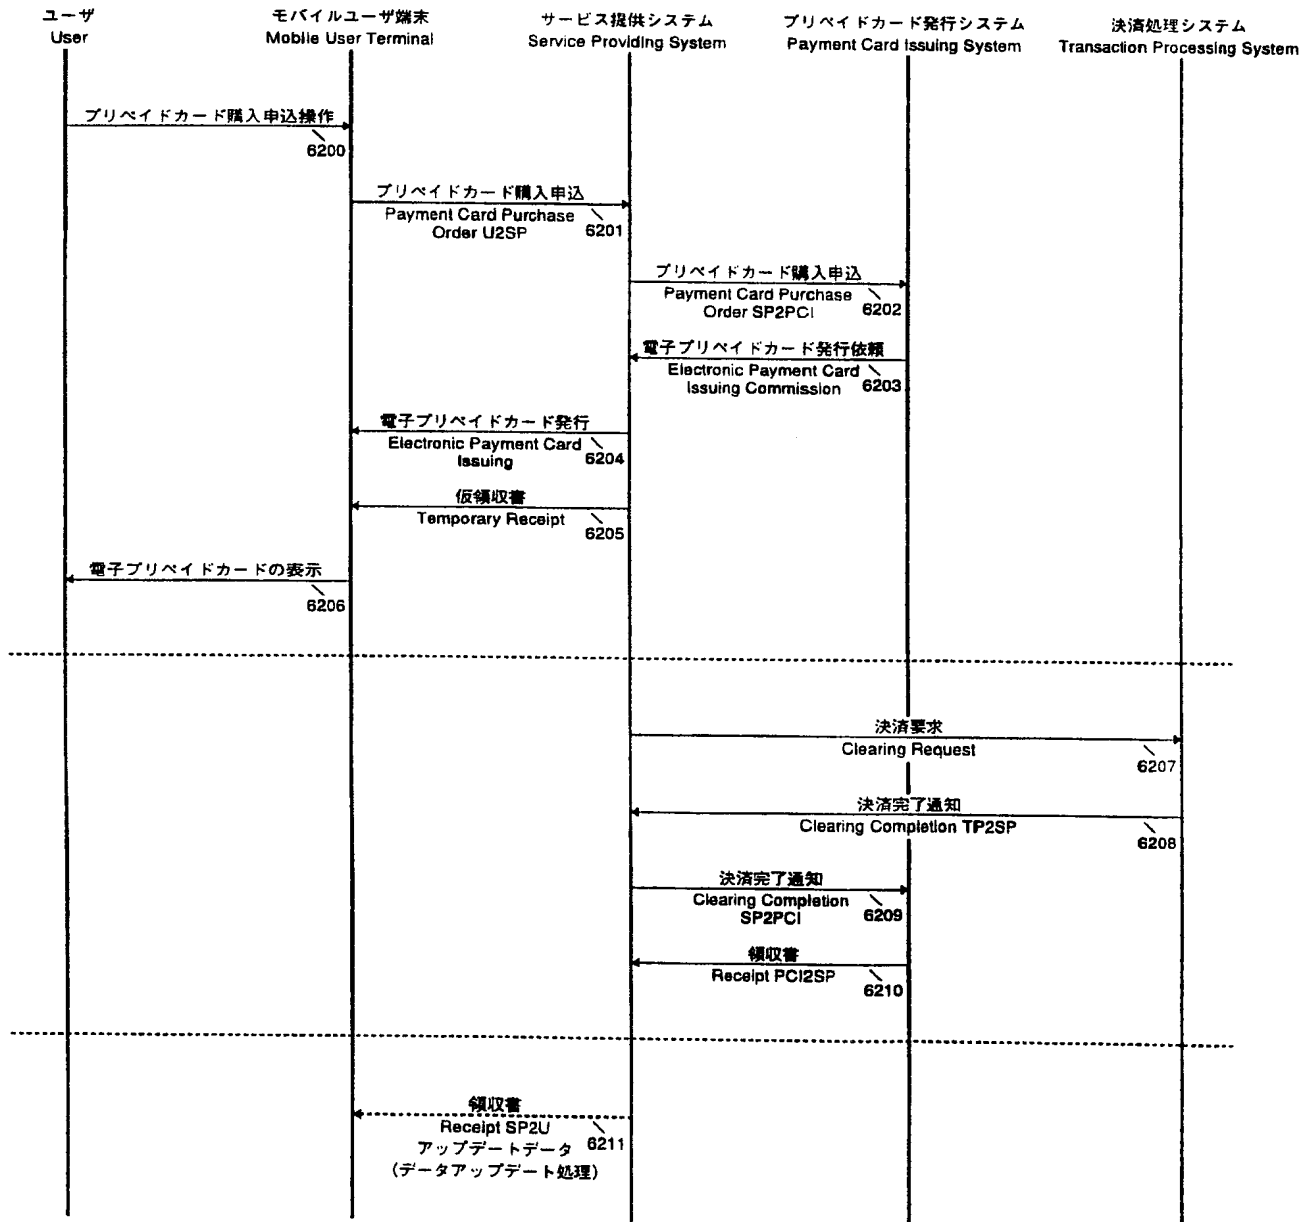 ユーザ
User
モバイルユーザ端末
Mobile User Terminal
サービス提供システム
Service Providing System
プリペイドカード発行システム
Payment Card Issuing System
決済処理システム
Transaction Processing System
プリペイドカード購入申込操作
6200
プリペイドカード購入申込
Payment Card Purchase
Order U2SP
6201
プリペイドカード購入申込
Payment Card Purchase
Order SP2PCI
6202
電子プリペイドカード発行依頼
Electronic Payment Card
Issuing Commission
6203
電子プリペイドカード発行
Electronic Payment Card
Issuing
6204
仮領収書
Temporary Receipt
6205
電子プリペイドカードの表示
6206
決済要求
Clearing Request
6207
決済完了通知
Clearing Completion TP2SP
6208
決済完了通知
Clearing Completion
SP2PCI
6209
領収書
Receipt PCI2SP
6210
領収書
Receipt SP2U
6211
アップデートデータ
(データアップデート処理)